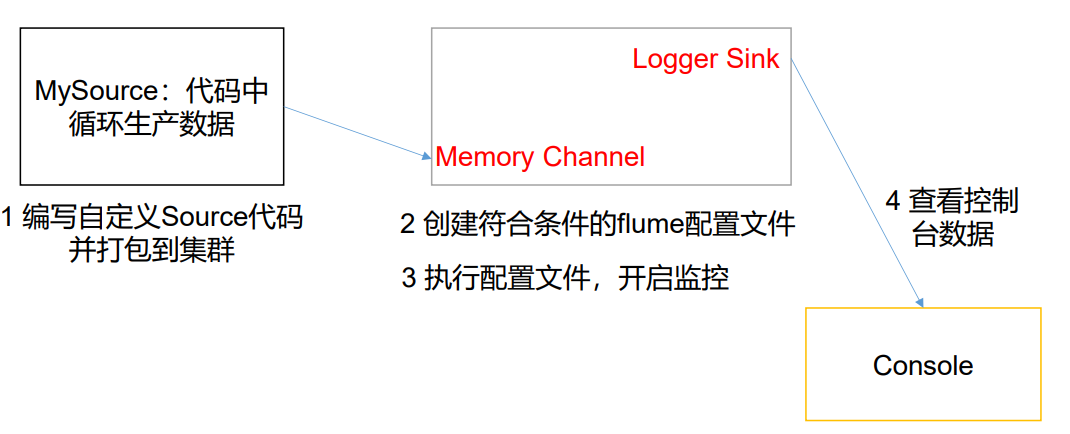 MySource：代码中
循环生产数据
1 编写自定义Source代码
并打包到集群
Logger Sink
Memory Channel
2 创建符合条件的flume配置文件
3 执行配置文件，开启监控
4 查看控制
台数据
Console